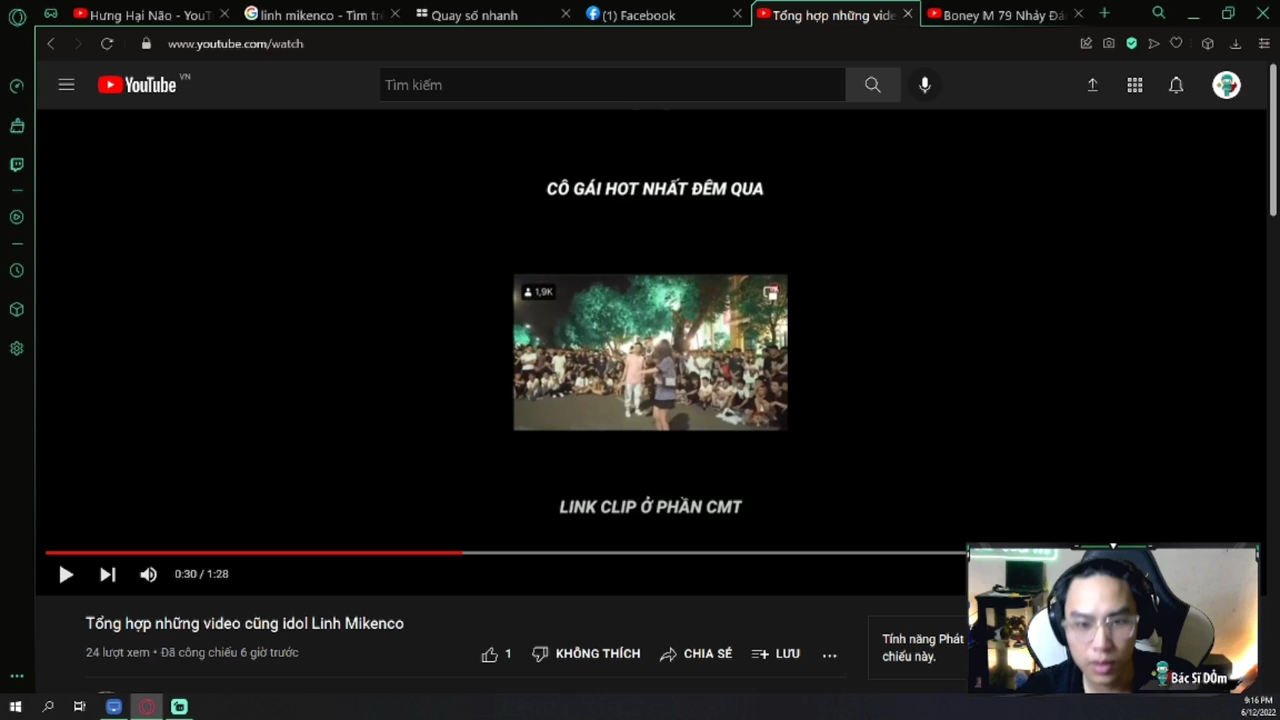 Hưng Hại Não - YouT
linh mikenco - Tìm tr
Quay số nhanh
(1) Facebook
Tổng hợp những vide
Boney M 79 Nhảy Đá
www.youtube.com/watch
YouTube VN
Tìm kiếm
CÔ GÁI HOT NHẤT ĐÊM QUA
1,9K
LINK CLIP Ở PHẦN CMT
0:30 / 1:28
Tổng hợp những video cũng idol Linh Mikenco
24 lượt xem • Đã công chiếu 6 giờ trước
1 KHÔNG THÍCH CHIA SẺ LƯU
Tính năng Phát
chiếu này.
Bác Sĩ Dỏm
9:16 PM
6/12/2022